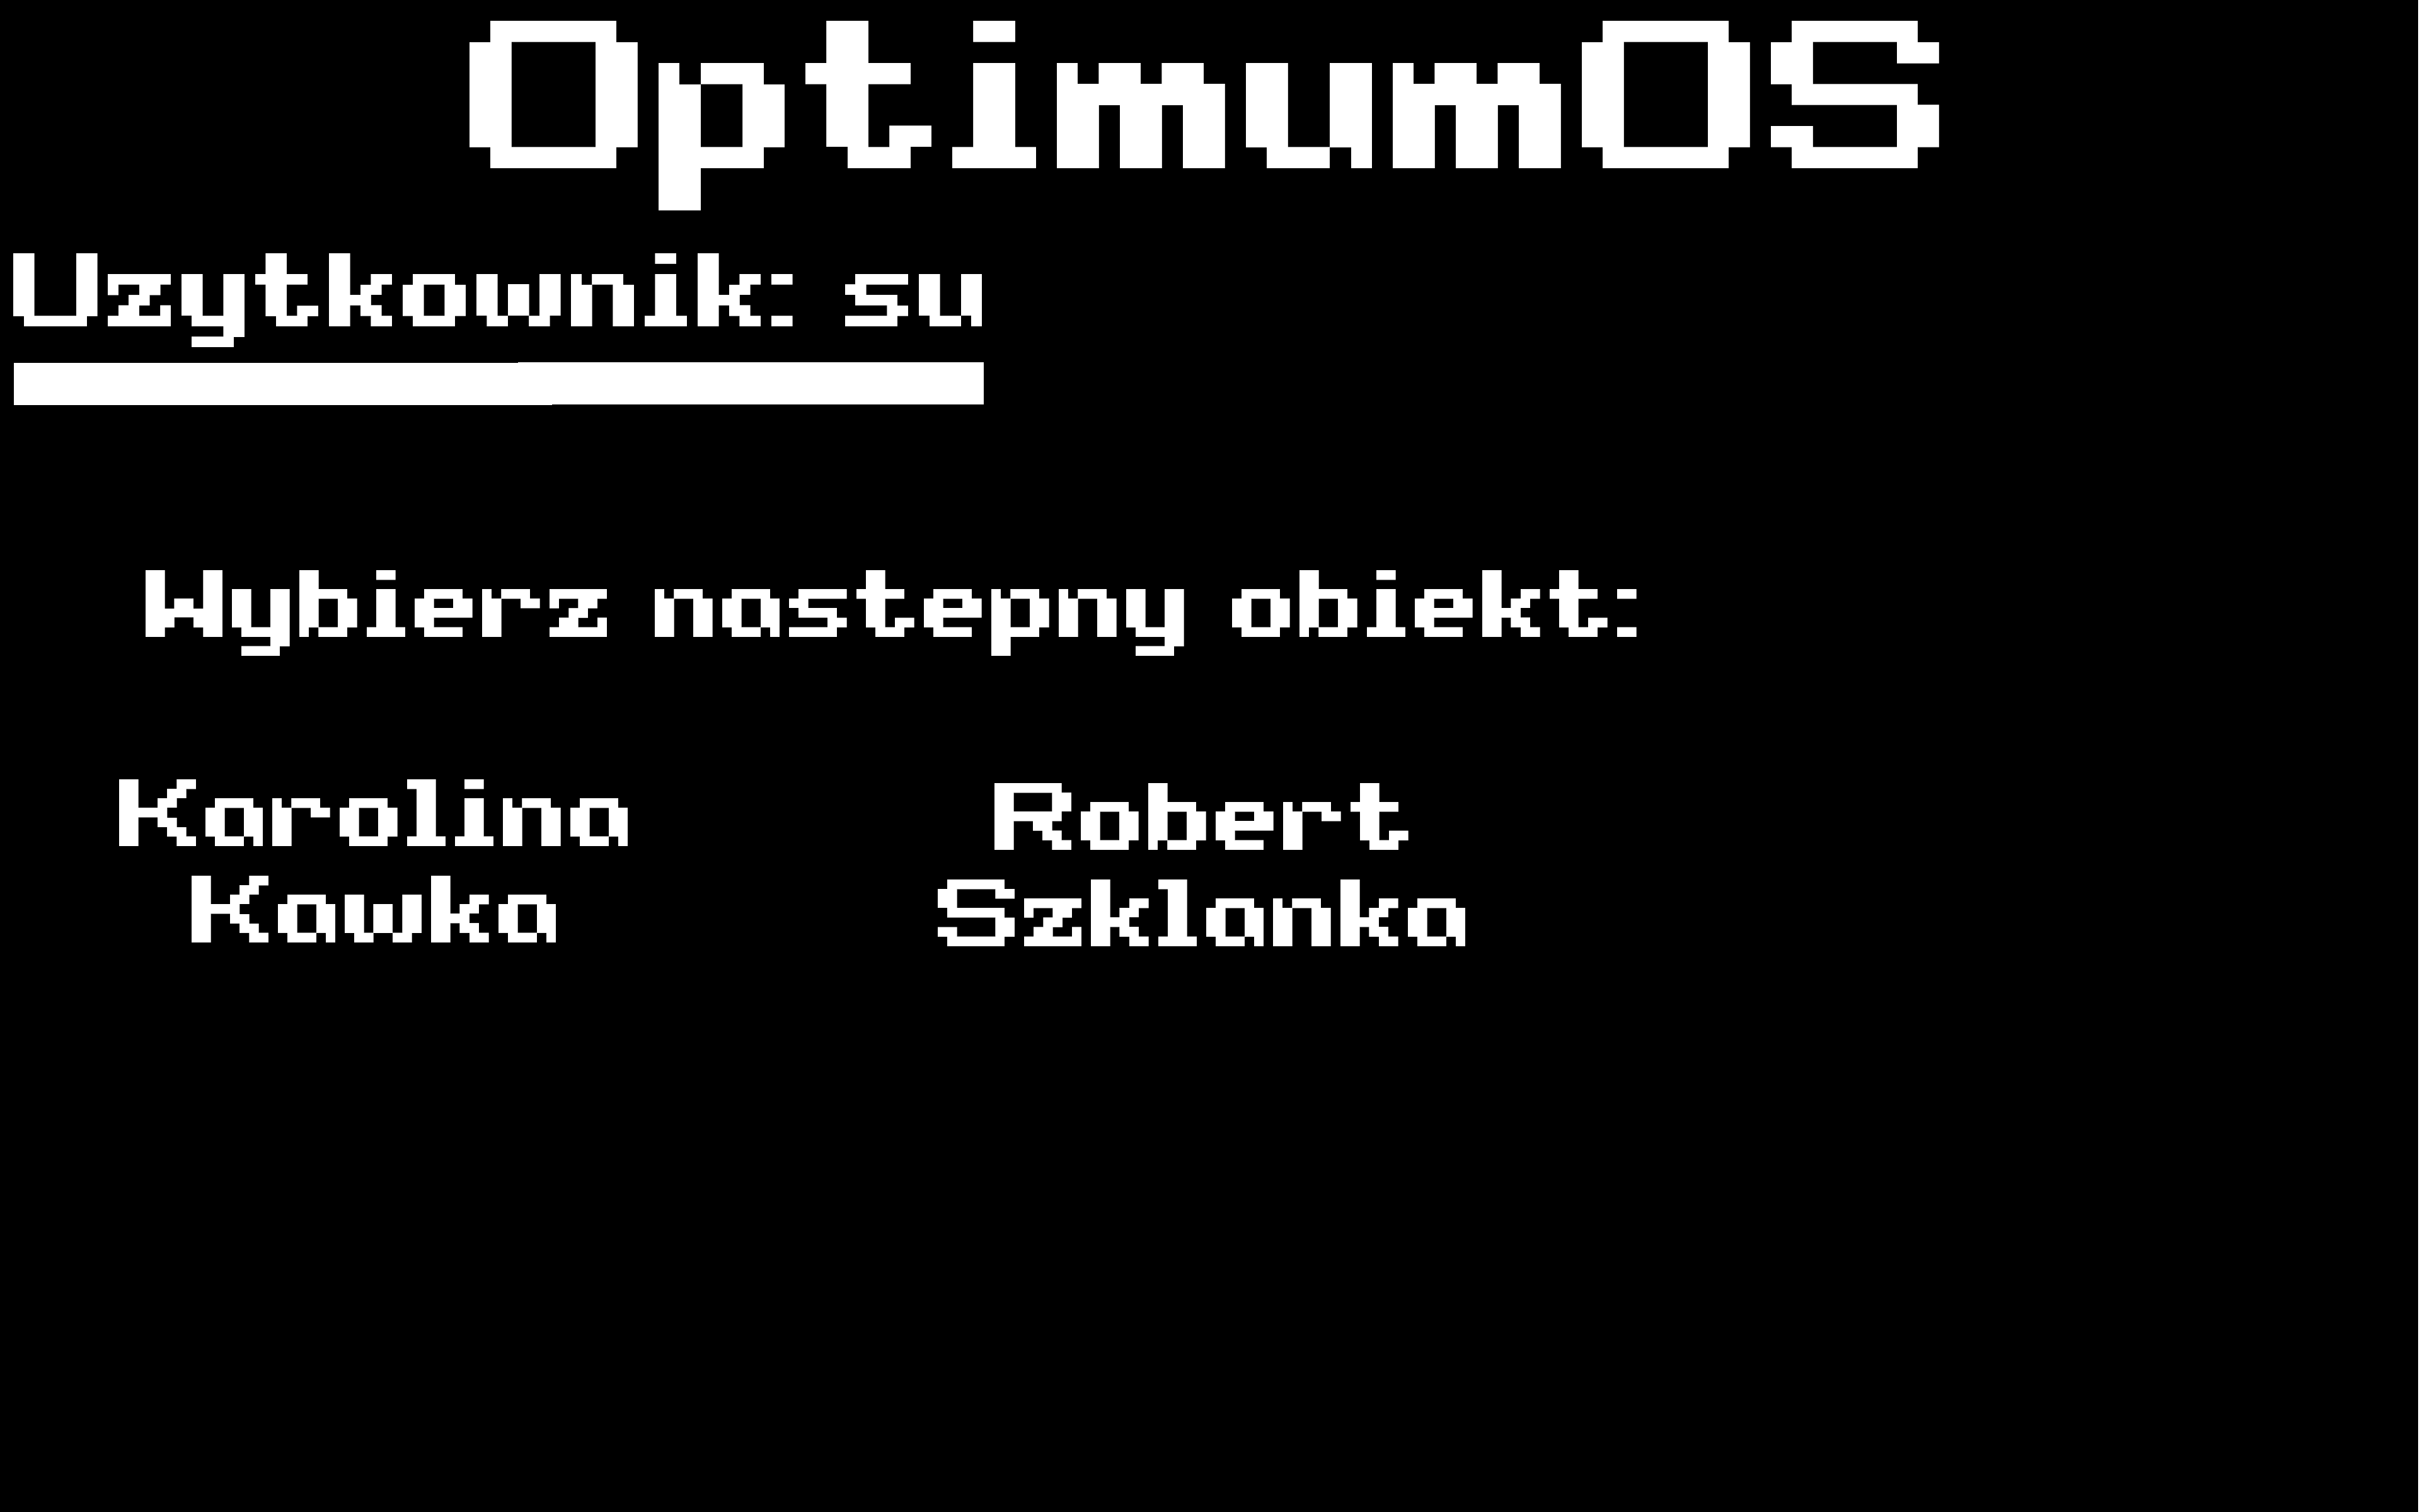 OptimumOS
Uzytkownik: su
Wybierz nastepny obiekt:
Karolina
Kawka
Robert
Szklanka